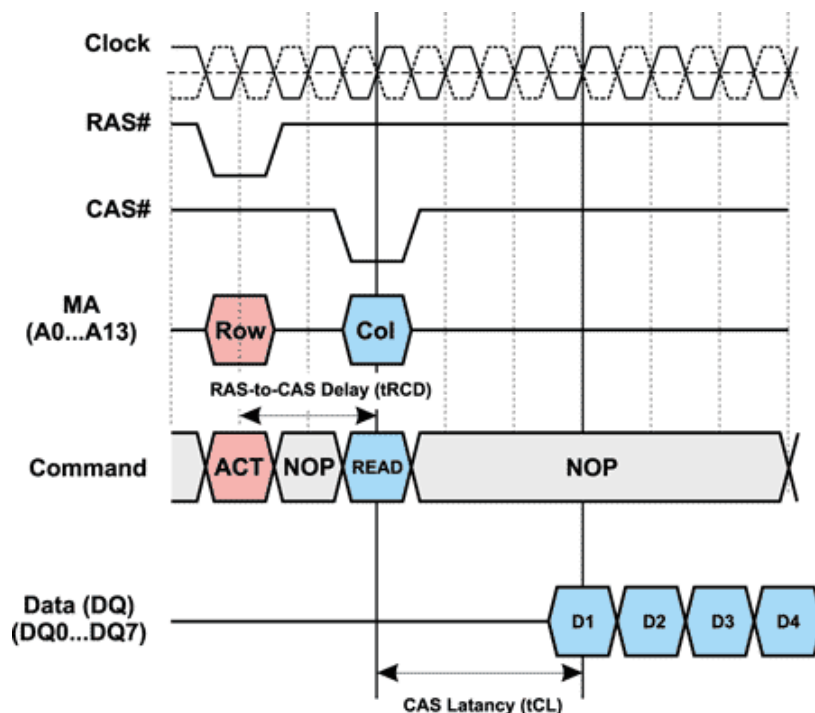 Clock
RAS#
CAS#
MA
(A0...A13)
Row
Col
RAS-to-CAS Delay (tRCD)
Command
ACT
NOP
READ
NOP
Data (DQ)
(DQ0...DQ7)
D1
D2
D3
D4
CAS Latancy (tCL)